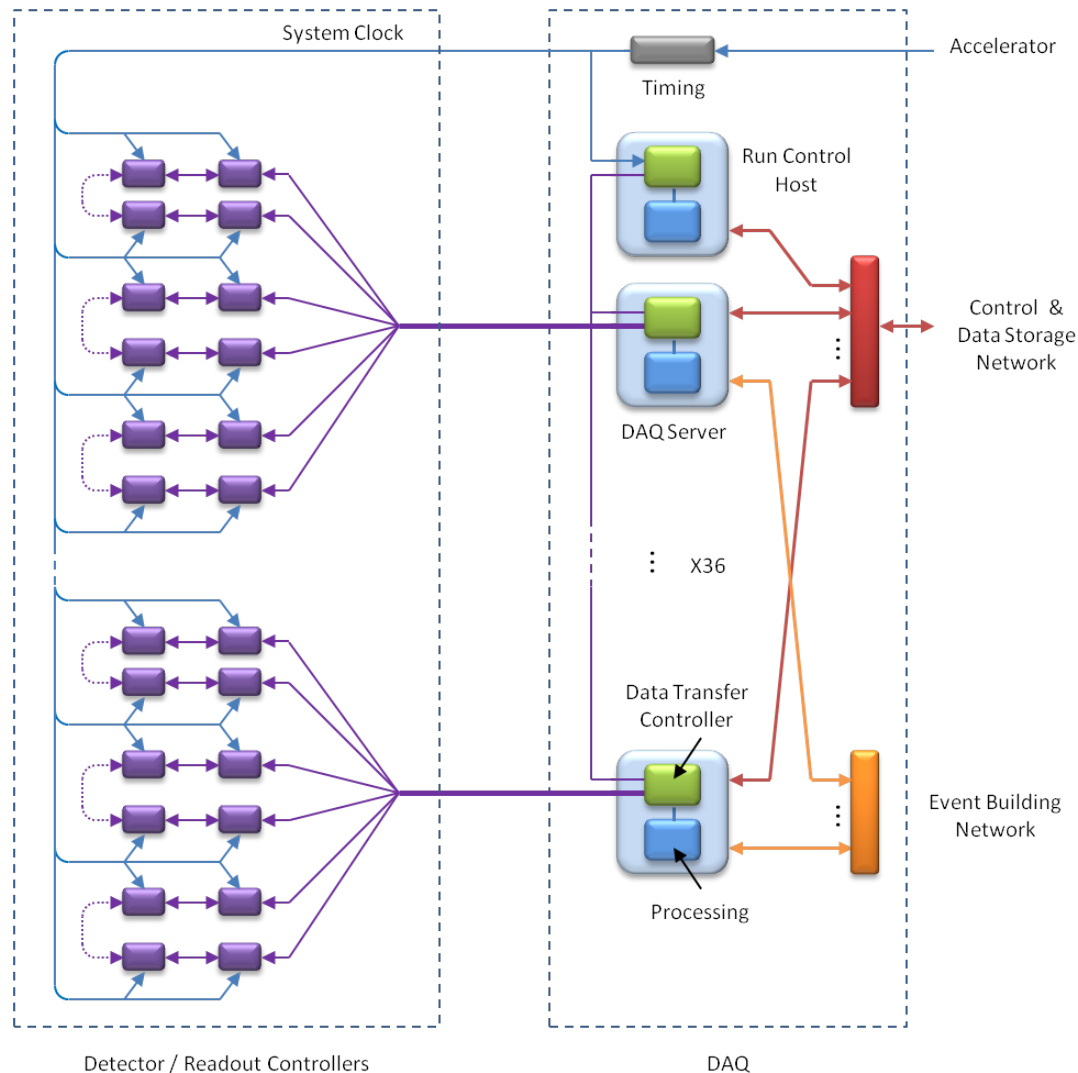 System Clock
Accelerator
Timing
Run Control
Host
Control &
Data Storage
Network
DAQ Server
X36
Data Transfer
Controller
Event Building
Network
Processing
Detector / Readout Controllers
DAQ